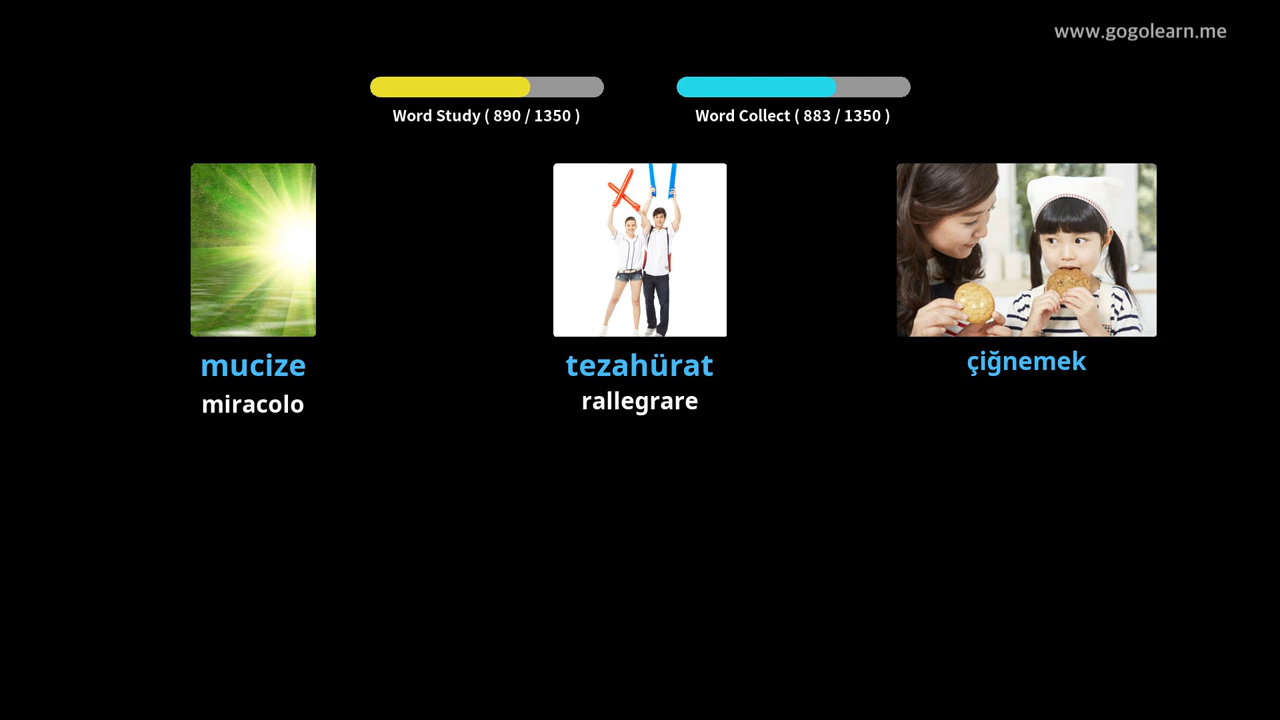 www.gogolearn.me
Word Study ( 890 / 1350 )
Word Collect ( 883 / 1350 )
mucize
miracolo
tezahürat
rallegrare
çiğnemek